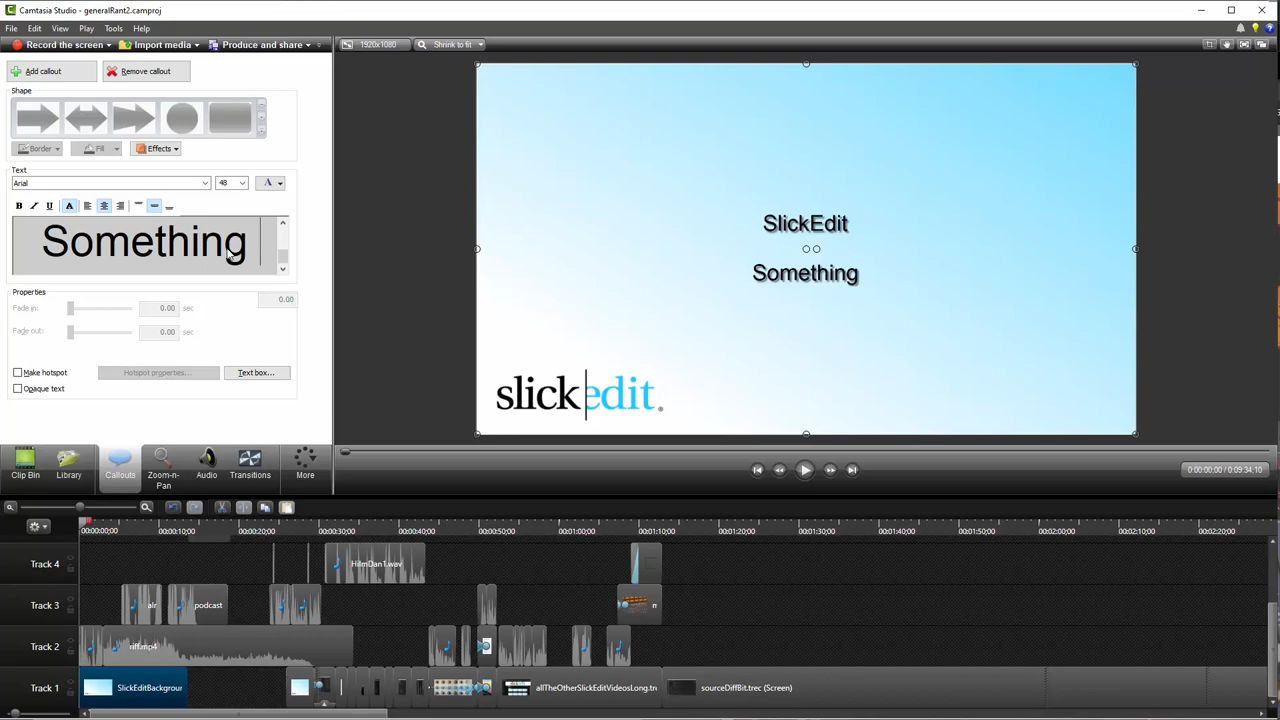 Camtasia Studio - generalRant2.camproj
File Edit View Play Tools Help
Record the screen Import media Produce and share
1920x1080 Shrink to fit
Add callout Remove callout
Shape
Border Fill Effects
Text
Arial 48 A
B I U A
Something
Properties
0.00
Fade in: 0.00 sec
Fade out: 0.00 sec
Make hotspot Hotspot properties... Text box...
Opaque text
SlickEdit
Something
slickedit®
Clip Bin Library Callouts Zoom-n-Pan Audio Transitions More
0:00:00;00 / 0:09:34;10
00:00:00;00 00:00:10;00 00:00:20;00 00:00:30;00 00:00:40;00 00:00:50;00 00:01:00;00 00:01:10;00 00:01:20;00 00:01:30;00 00:01:40;00 00:01:50;00 00:02:00;00 00:02:10;00 00:02:20;00
Track 4 HilmDan1.wav
Track 3 podcast
Track 2 riff.mp4
Track 1 SlickEditBackgroun allTheOtherSlickEditVideosLong.tre sourceDiffBit.trec (Screen)